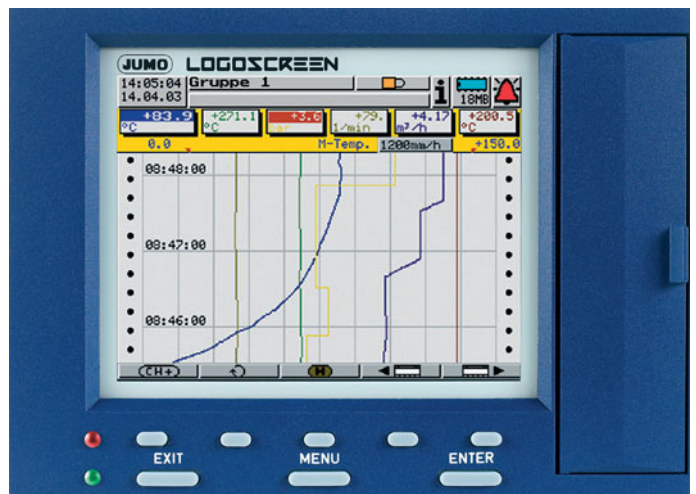 JUMO LOGOSCREEN
14:05:04 Gruppe 1
14.04.03 i 18MB
+83.9 +271.1 +3.6 +79. +4.17 +200.5
°C °C bar 1/min m³/h °C
0.0 M-Temp. 1200mm/h +150.0
08:48:00
08:47:00
08:46:00
(CH+) M
EXIT MENU ENTER